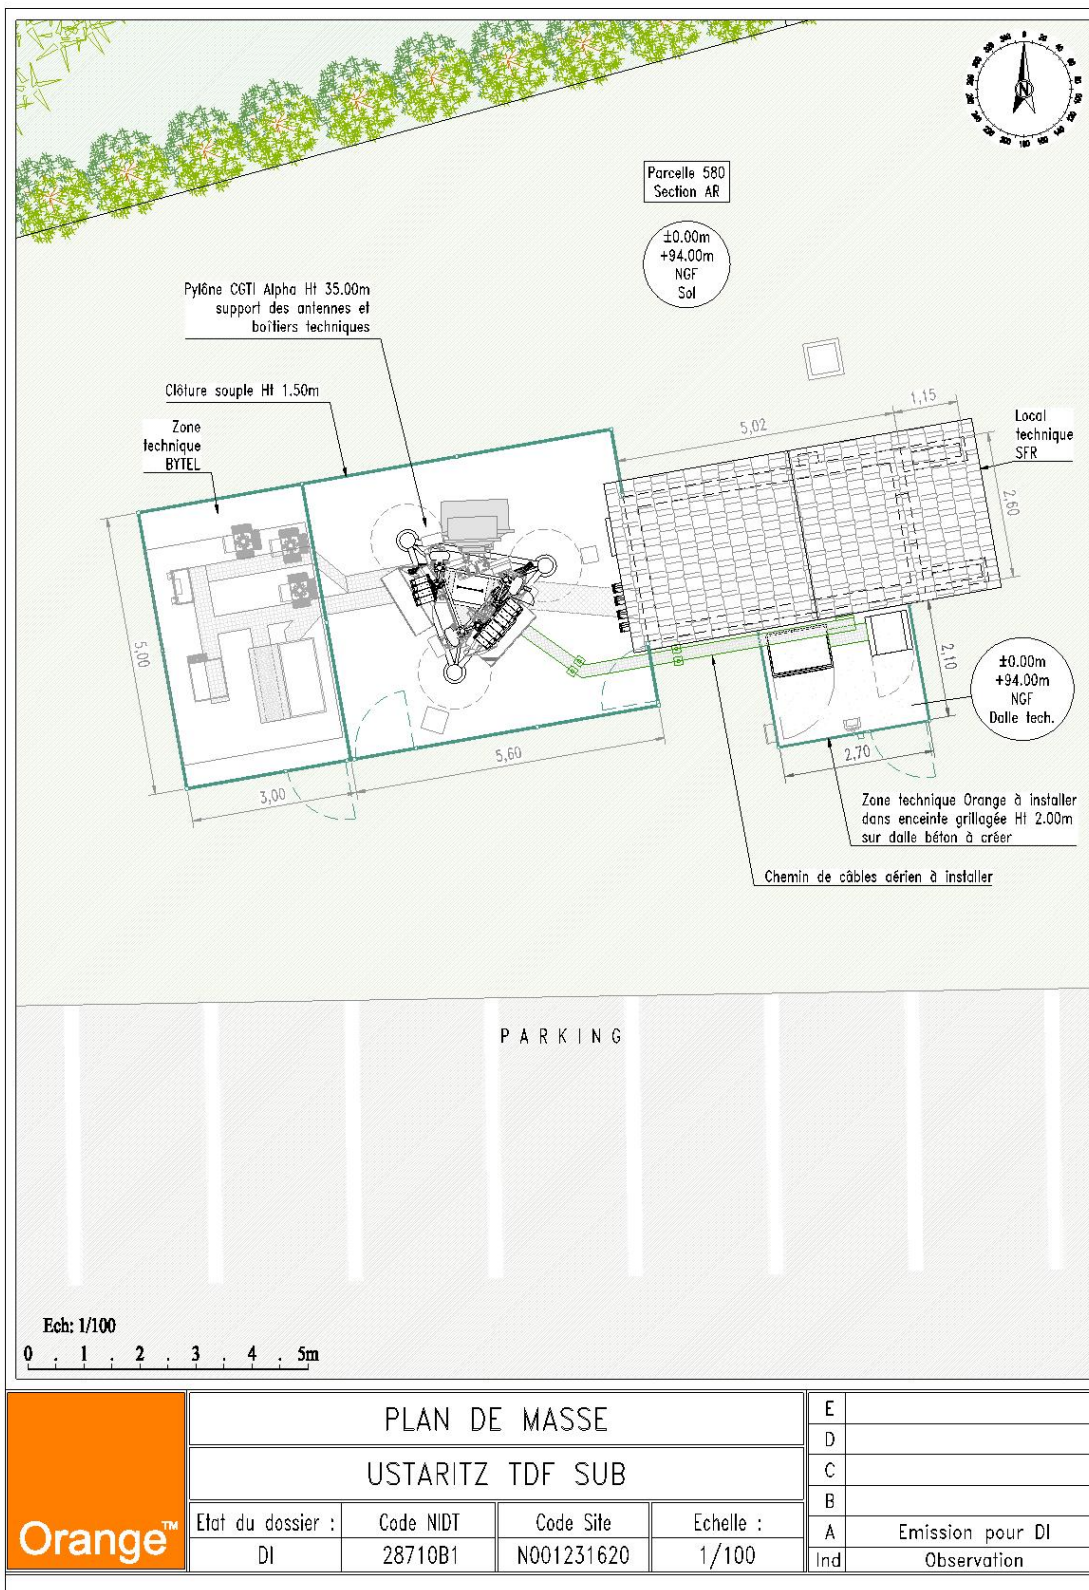 N
Parcelle 580
Section AR
±0.00m
+94.00m
NGF
Sol
Pylône CGTI Alpha Ht 35.00m
support des antennes et
boîtiers techniques
Clôture souple Ht 1.50m
Zone
technique
BYTEL
5,02
1,15
Local
technique
SFR
2,60
5,00
2,10
±0.00m
+94.00m
NGF
Dalle tech.
5,60
3,00
2,70
Zone technique Orange à installer
dans enceinte grillagée Ht 2.00m
sur dalle béton à créer
Chemin de câbles aérien à installer
PARKING
Ech: 1/100
0 . 1 . 2 . 3 . 4 . 5m
Orange™
PLAN DE MASSE
USTARITZ TDF SUB
Etat du dossier : Code NIDT Code Site Echelle :
DI 28710B1 N001231620 1/100
E
D
C
B
A Emission pour DI
Ind Observation